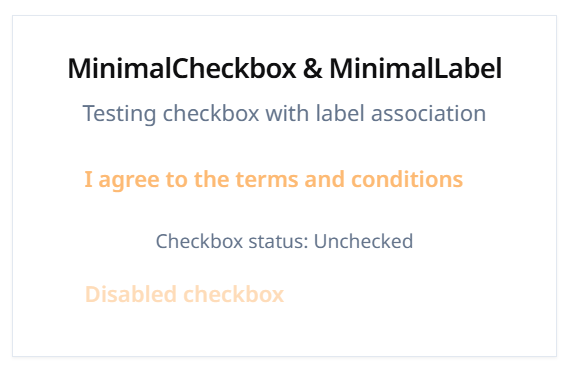 MinimalCheckbox & MinimalLabel
Testing checkbox with label association
I agree to the terms and conditions
Checkbox status: Unchecked
Disabled checkbox